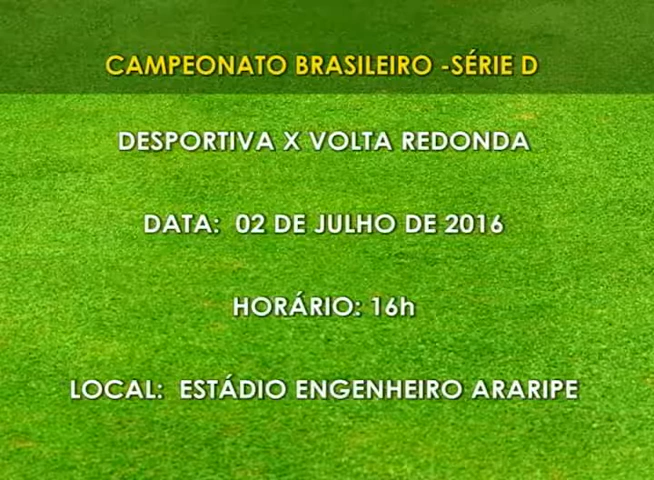 CAMPEONATO BRASILEIRO -SÉRIE D
DESPORTIVA X VOLTA REDONDA
DATA: 02 DE JULHO DE 2016
HORÁRIO: 16h
LOCAL: ESTÁDIO ENGENHEIRO ARARIPE